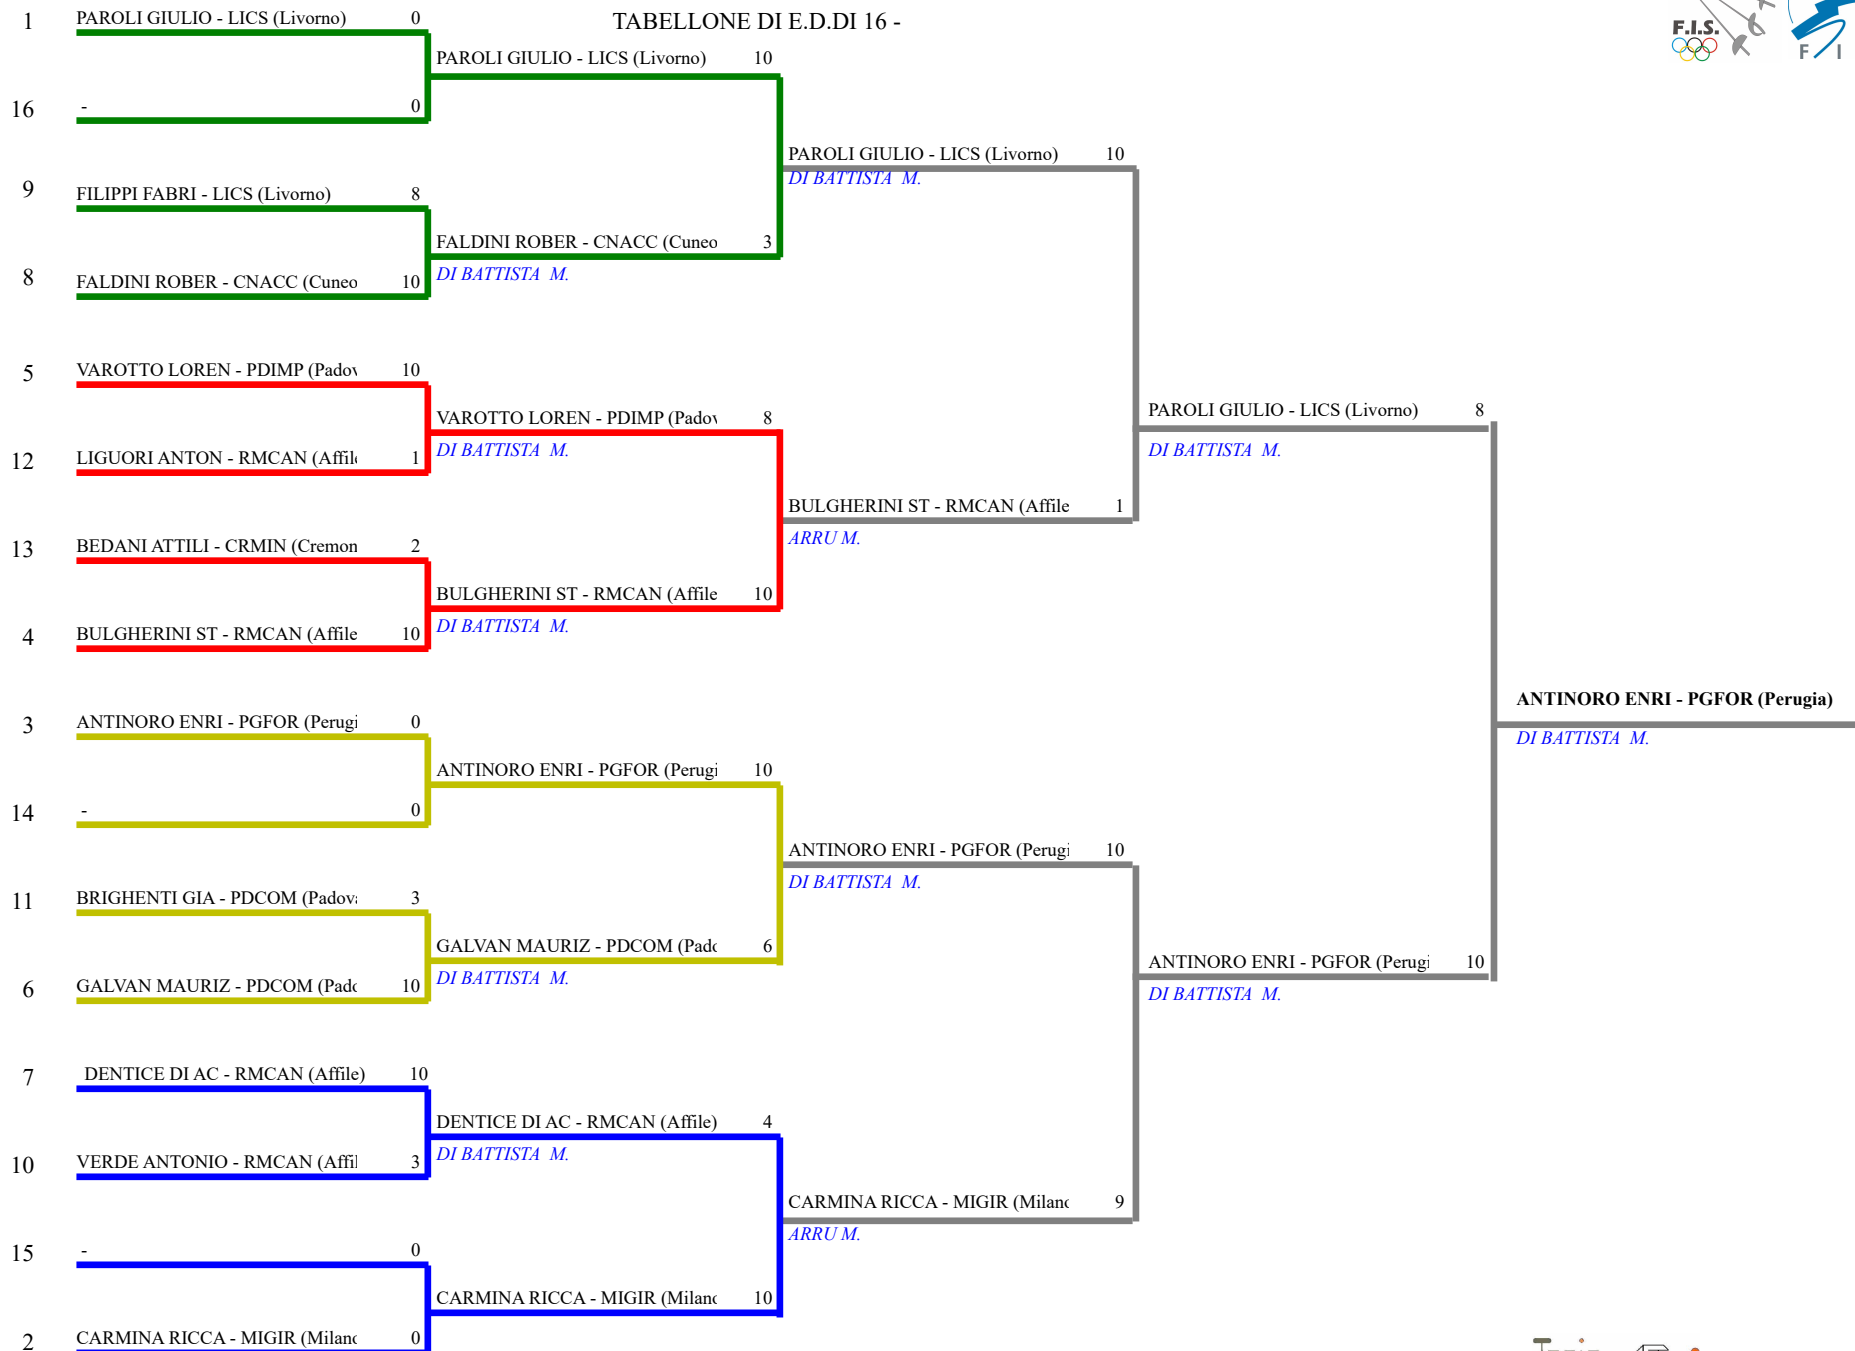 TABELLONE DI E.D.DI 16 -
F.I.S.
F I
1 PAROLI GIULIO - LICS (Livorno) 0
PAROLI GIULIO - LICS (Livorno) 10
16 - 0
PAROLI GIULIO - LICS (Livorno) 10
DI BATTISTA M.
9 FILIPPI FABRI - LICS (Livorno) 8
FALDINI ROBER - CNACC (Cuneo 3
DI BATTISTA M.
8 FALDINI ROBER - CNACC (Cuneo 10
5 VAROTTO LOREN - PDIMP (Padov 10
PAROLI GIULIO - LICS (Livorno) 8
DI BATTISTA M.
VAROTTO LOREN - PDIMP (Padov 8
DI BATTISTA M.
12 LIGUORI ANTON - RMCAN (Affile 1
BULGHERINI ST - RMCAN (Affile 1
ARRU M.
13 BEDANI ATTILI - CRMIN (Cremon 2
BULGHERINI ST - RMCAN (Affile 10
DI BATTISTA M.
4 BULGHERINI ST - RMCAN (Affile 10
ANTINORO ENRI - PGFOR (Perugia)
DI BATTISTA M.
3 ANTINORO ENRI - PGFOR (Perugi 0
ANTINORO ENRI - PGFOR (Perugi 10
14 - 0
ANTINORO ENRI - PGFOR (Perugi 10
DI BATTISTA M.
11 BRIGHENTI GIA - PDCOM (Padova 3
GALVAN MAURIZ - PDCOM (Pado 6
DI BATTISTA M.
ANTINORO ENRI - PGFOR (Perugi 10
DI BATTISTA M.
6 GALVAN MAURIZ - PDCOM (Pado 10
7 DENTICE DI AC - RMCAN (Affile) 10
DENTICE DI AC - RMCAN (Affile) 4
DI BATTISTA M.
10 VERDE ANTONIO - RMCAN (Affil 3
CARMINA RICCA - MIGIR (Milano 9
ARRU M.
15 - 0
CARMINA RICCA - MIGIR (Milano 10
2 CARMINA RICCA - MIGIR (Milano 0